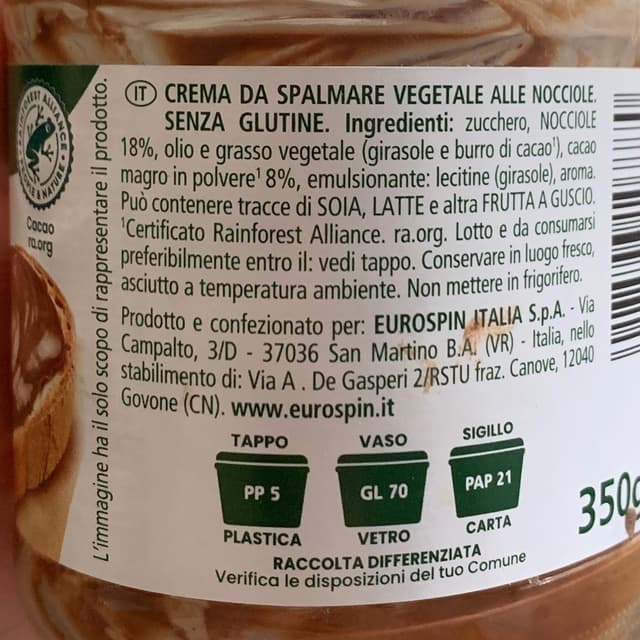 IT CREMA DA SPALMARE VEGETALE ALLE NOCCIOLE.
SENZA GLUTINE. Ingredienti: zucchero, NOCCIOLE
18%, olio e grasso vegetale (girasole e burro di cacao¹), cacao
magro in polvere¹ 8%, emulsionante: lecitine (girasole), aroma.
Può contenere tracce di SOIA, LATTE e altra FRUTTA A GUSCIO.
¹Certificato Rainforest Alliance. ra.org. Lotto e da consumarsi
preferibilmente entro il: vedi tappo. Conservare in luogo fresco,
asciutto a temperatura ambiente. Non mettere in frigorifero.
Prodotto e confezionato per: EUROSPIN ITALIA S.p.A. - Via
Campalto, 3/D - 37036 San Martino B.A. (VR) - Italia, nello
stabilimento di: Via A . De Gasperi 2/RSTU fraz. Canove, 12040
Govone (CN). www.eurospin.it
TAPPO
PP 5
PLASTICA
VASO
GL 70
VETRO
SIGILLO
PAP 21
CARTA
RACCOLTA DIFFERENZIATA
Verifica le disposizioni del tuo Comune
350g
L'immagine ha il solo scopo di rappresentare il prodotto.
RAINFOREST ALLIANCE
PEOPLE & NATURE
Cacao
ra.org